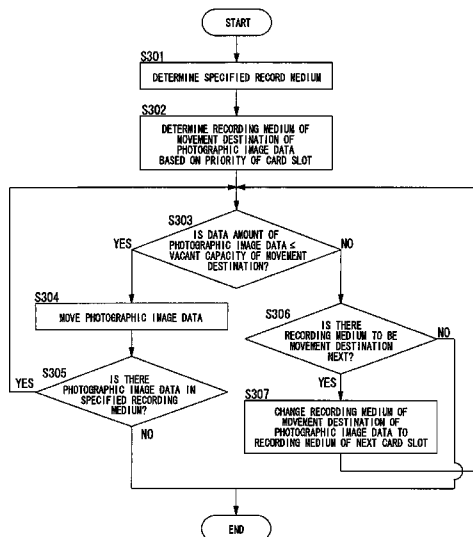 START
S301
DETERMINE SPECIFIED RECORD MEDIUM
S302
DETERMINE RECORDING MEDIUM OF
MOVEMENT DESTINATION OF
PHOTOGRAPHIC IMAGE DATA
BASED ON PRIORITY OF CARD SLOT
S303
IS DATA AMOUNT OF
PHOTOGRAPHIC IMAGE DATA ≤
VACANT CAPACITY OF MOVEMENT
DESTINATION?
YES
NO
S304
MOVE PHOTOGRAPHIC IMAGE DATA
S305
IS THERE
PHOTOGRAPHIC IMAGE DATA IN
SPECIFIED RECORDING
MEDIUM?
YES
NO
S306
IS THERE
RECORDING MEDIUM TO BE
MOVEMENT DESTINATION
NEXT?
NO
YES
S307
CHANGE RECORDING MEDIUM OF
MOVEMENT DESTINATION OF
PHOTOGRAPHIC IMAGE DATA TO
RECORDING MEDIUM OF NEXT CARD SLOT
END